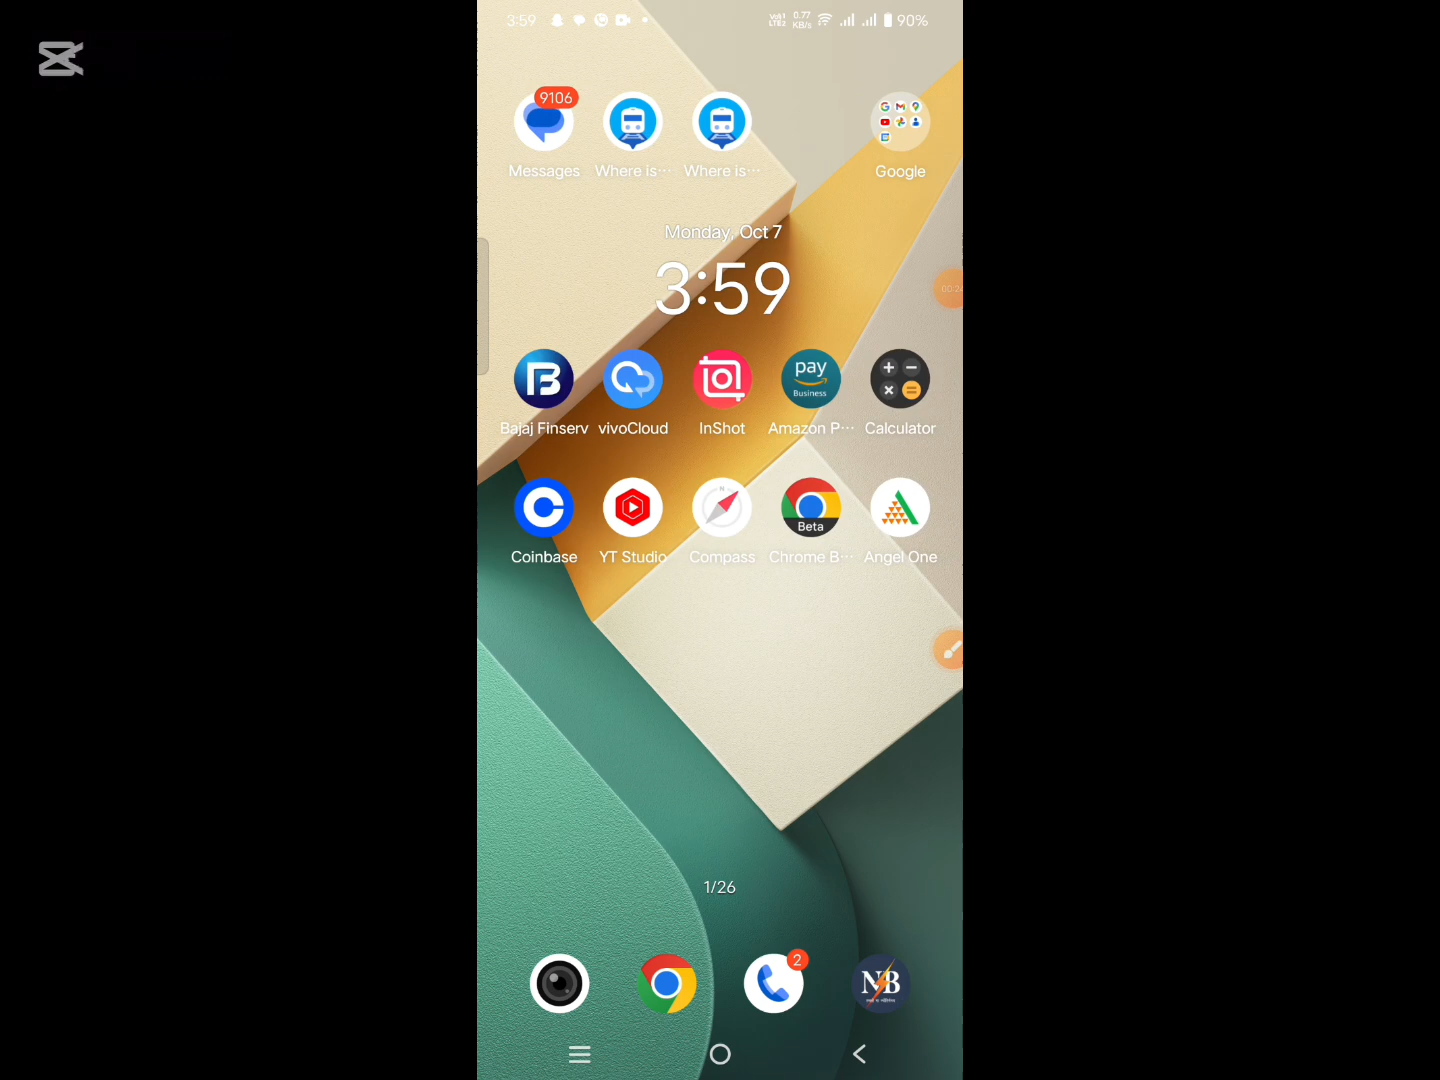 3:59
VoI1
LTE2
0.77
KB/s
90%
9106
Messages
Where is···
Where is···
Google
Monday, Oct 7
3:59
Bajaj Finserv
vivoCloud
InShot
pay
Business
Amazon P···
Calculator
Coinbase
YT Studio
N
Compass
Beta
Chrome B···
Angel One
1/26
2
NB